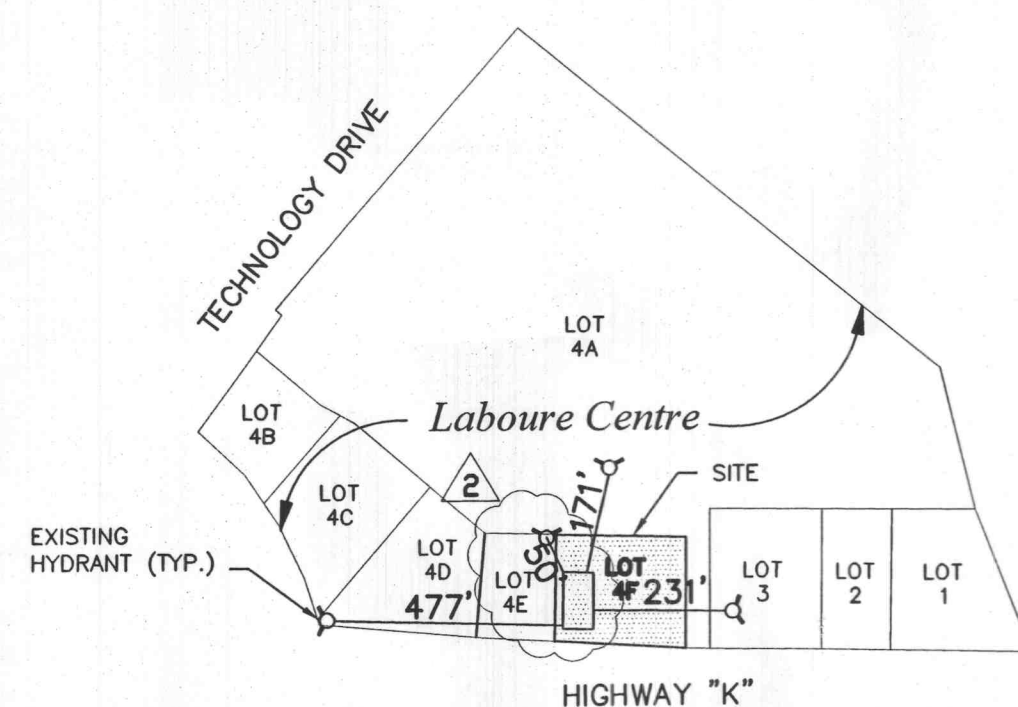 TECHNOLOGY DRIVE
LOT
4A
LOT
4B
Laboure Centre
2
171'
SITE
LOT
4C
EXISTING
HYDRANT (TYP.)
LOT
4D
50'
LOT
4E
LOT
4F
477'
231'
LOT
3
LOT
2
LOT
1
HIGHWAY "K"